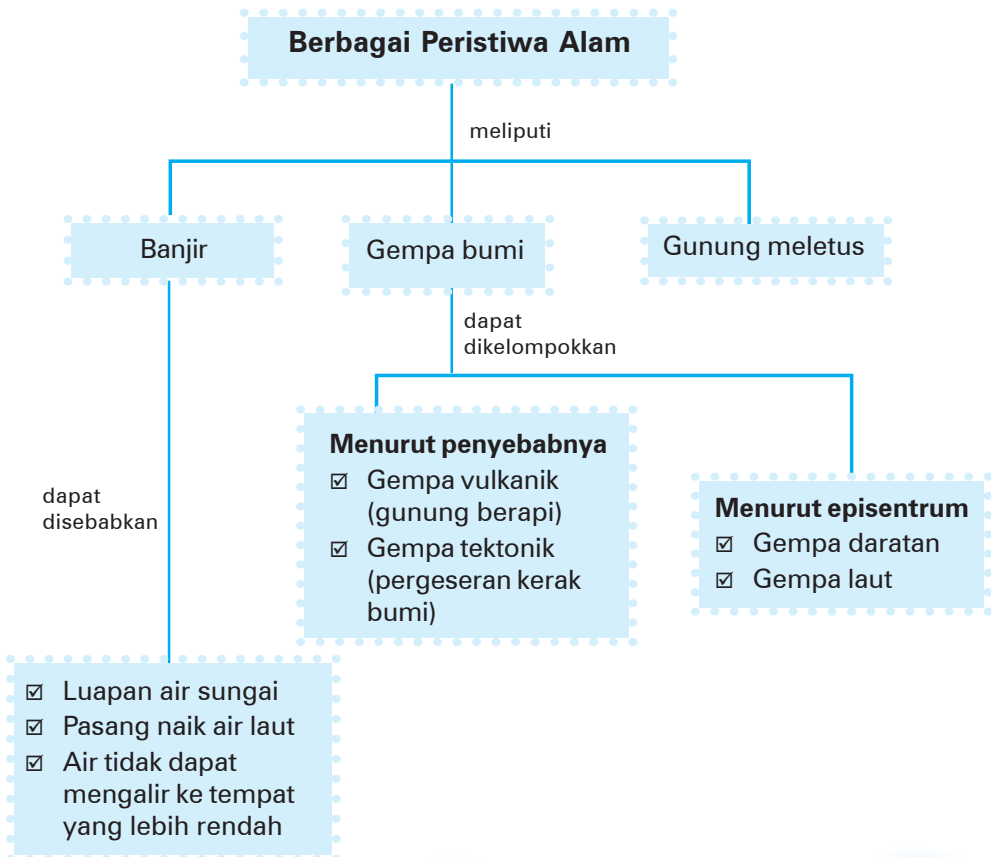 Berbagai Peristiwa Alam
meliputi
Banjir
Gempa bumi
Gunung meletus
dapat
dikelompokkan
Menurut penyebabnya
☑ Gempa vulkanik
(gunung berapi)
☑ Gempa tektonik
(pergeseran kerak
bumi)
Menurut episentrum
☑ Gempa daratan
☑ Gempa laut
dapat
disebabkan
☑ Luapan air sungai
☑ Pasang naik air laut
☑ Air tidak dapat
mengalir ke tempat
yang lebih rendah